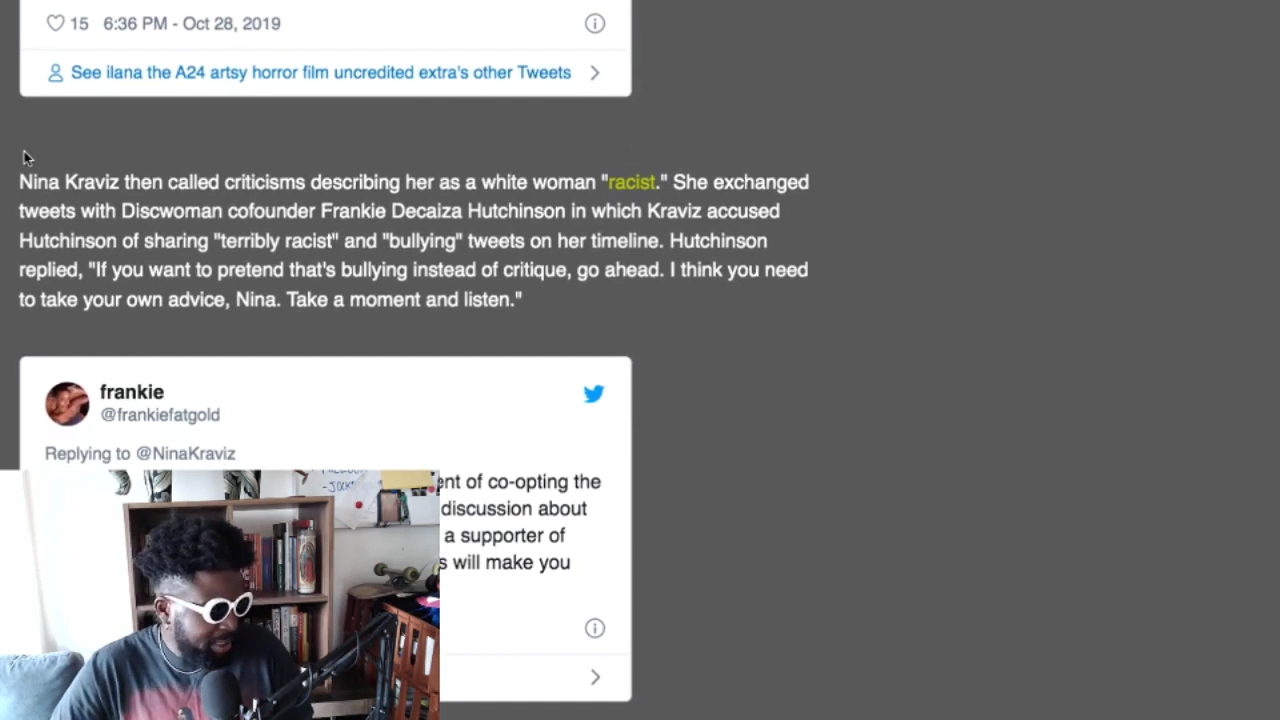 15 6:36 PM - Oct 28, 2019
See ilana the A24 artsy horror film uncredited extra's other Tweets
Nina Kraviz then called criticisms describing her as a white woman "racist." She exchanged
tweets with Discwoman cofounder Frankie Decaiza Hutchinson in which Kraviz accused
Hutchinson of sharing "terribly racist" and "bullying" tweets on her timeline. Hutchinson
replied, "If you want to pretend that's bullying instead of critique, go ahead. I think you need
to take your own advice, Nina. Take a moment and listen."
frankie
@frankiefatgold
Replying to @NinaKraviz
of co-opting the
discussion about
a supporter of
will make you